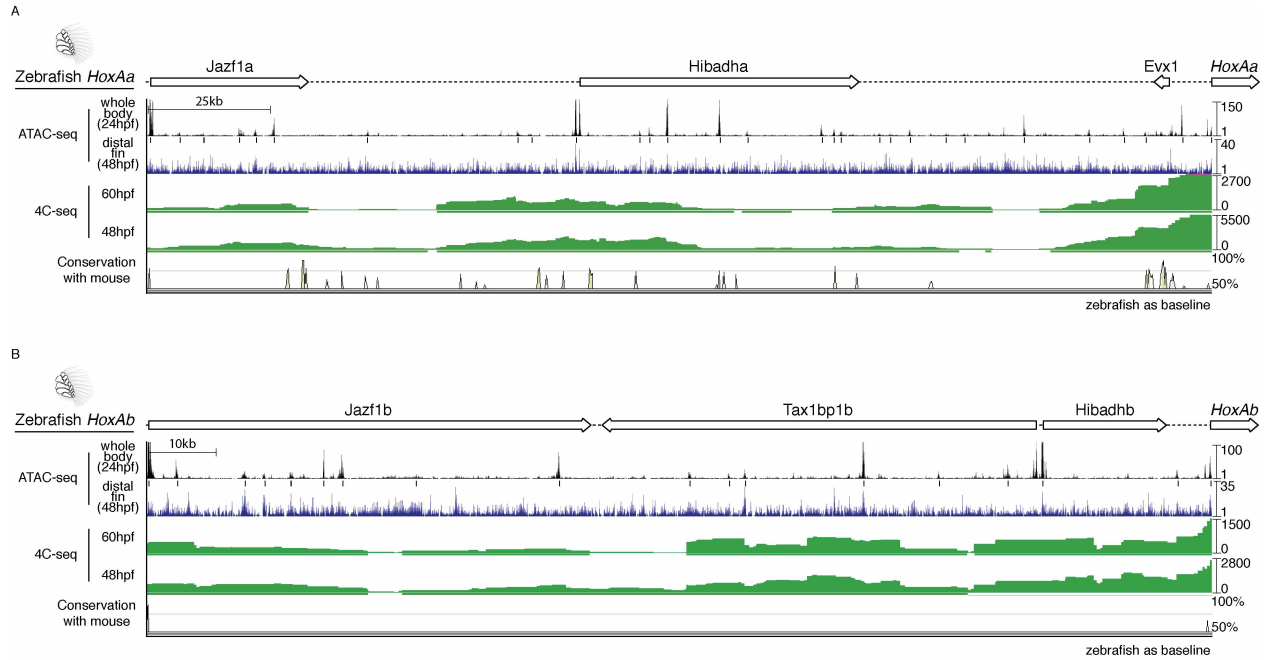 A
Zebrafish HoxAa
Jazf1a
Hibadha
Evx1
HoxAa
25kb
ATAC-seq
whole
body
(24hpf)
150
1
distal
fin
(48hpf)
40
1
4C-seq
60hpf
2700
0
48hpf
5500
0
Conservation
with mouse
100%
50%
zebrafish as baseline
B
Zebrafish HoxAb
Jazf1b
Tax1bp1b
Hibadhb
HoxAb
10kb
ATAC-seq
whole
body
(24hpf)
100
1
distal
fin
(48hpf)
35
1
4C-seq
60hpf
1500
0
48hpf
2800
0
Conservation
with mouse
100%
50%
zebrafish as baseline